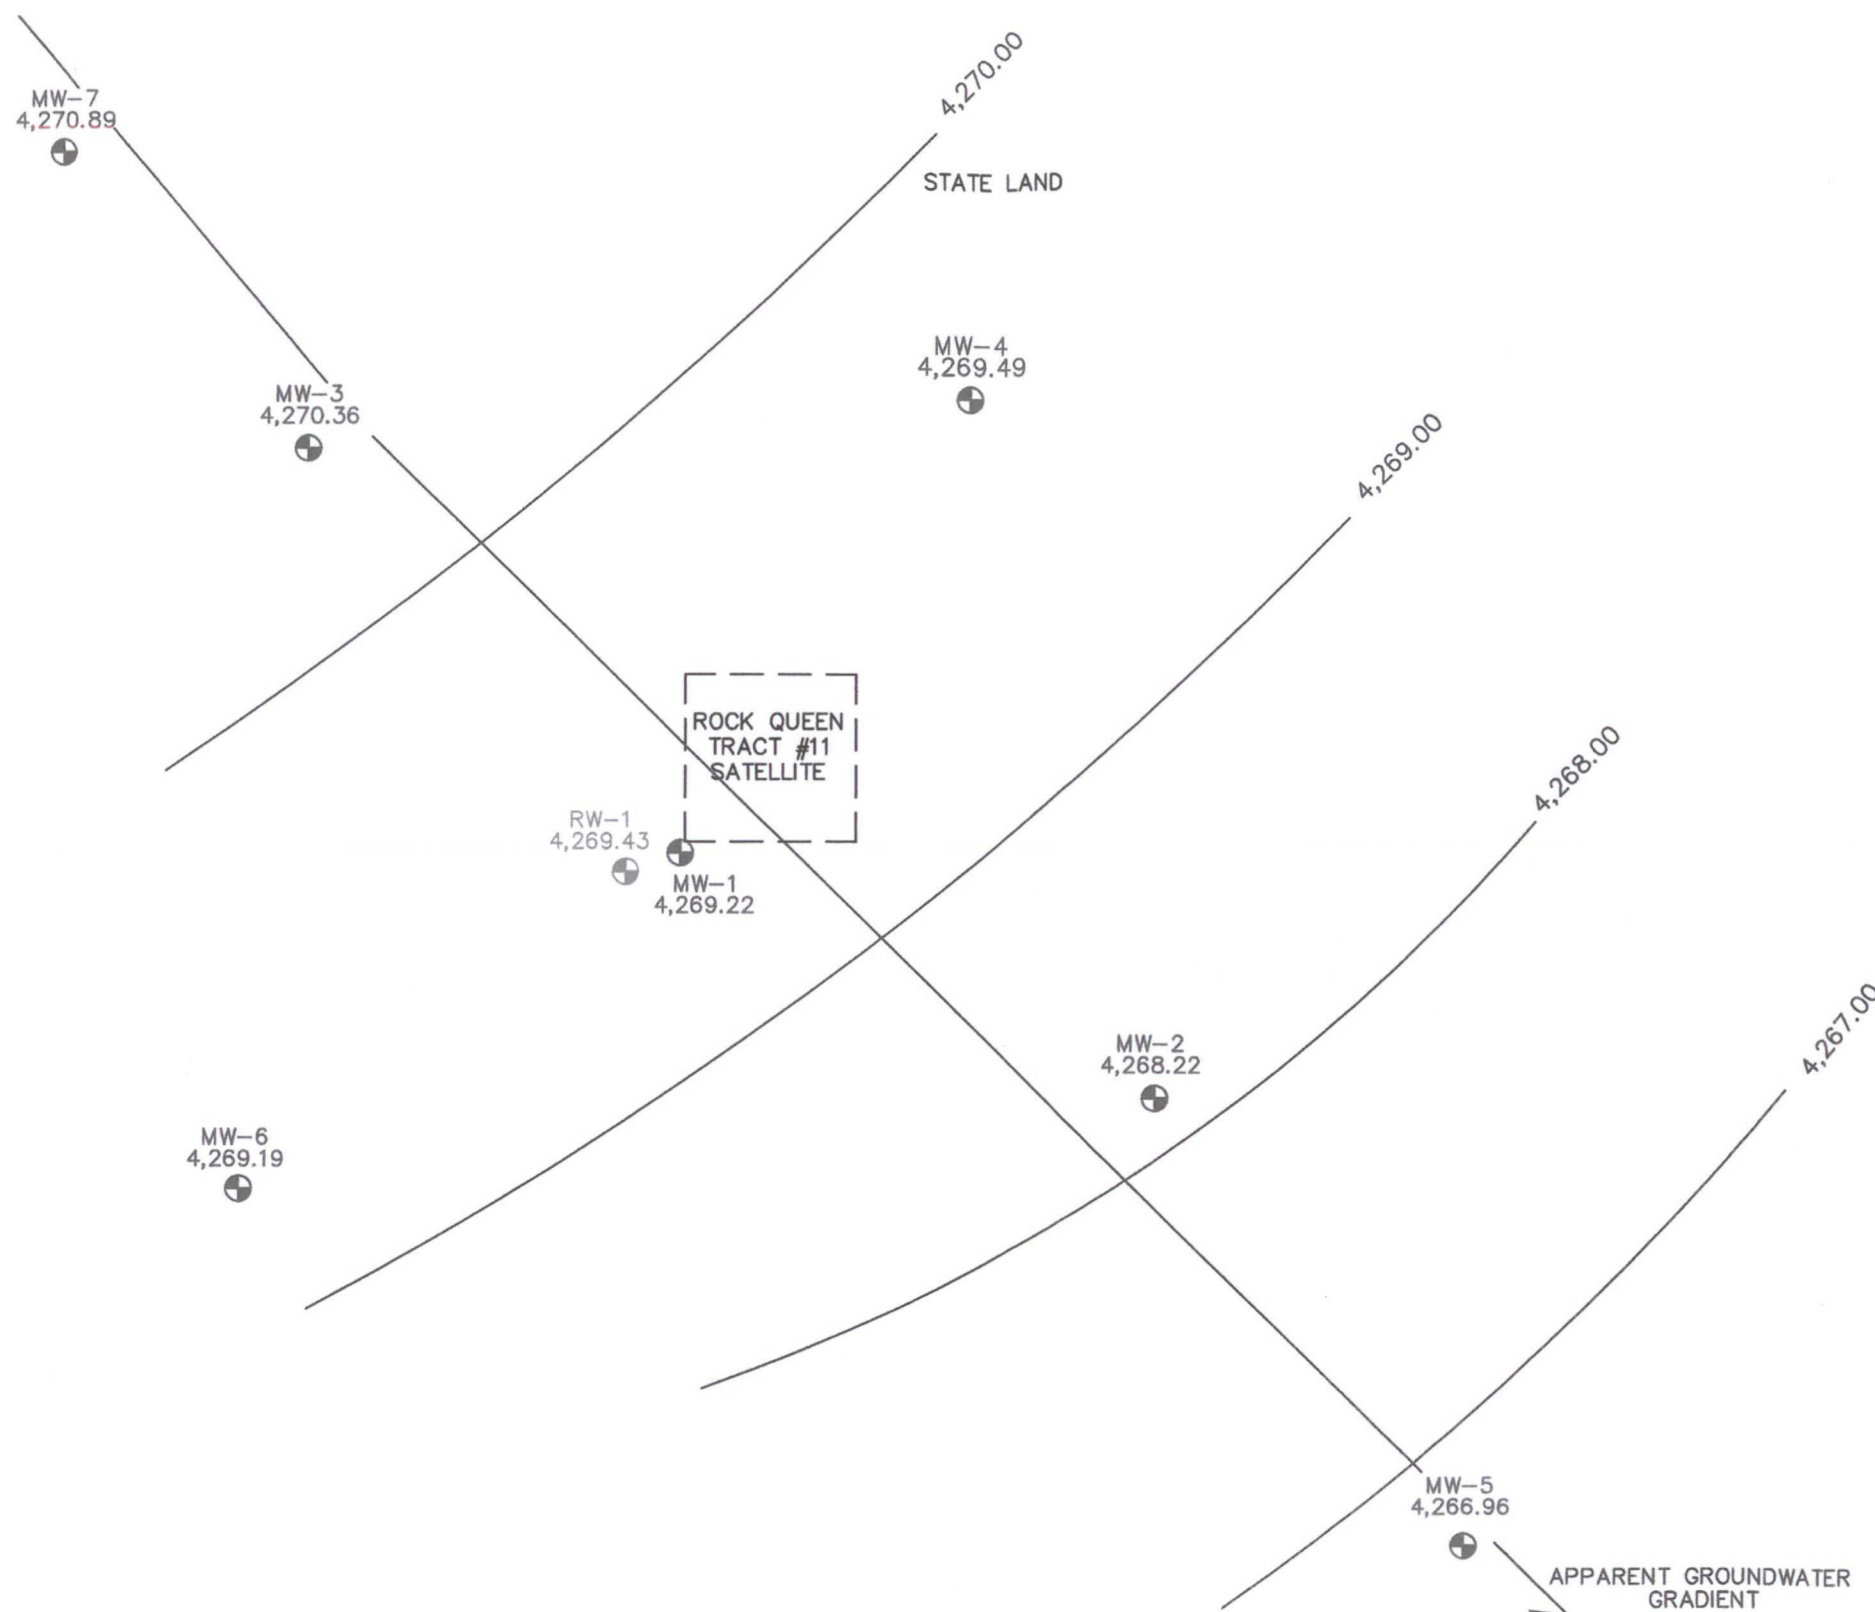 4,270.00
MW-7
4,270.89
STATE LAND
MW-4
4,269.49
MW-3
4,270.36
4,269.00
ROCK QUEEN
TRACT #11
SATELLITE
4,268.00
RW-1
4,269.43
MW-1
4,269.22
4,267.00
MW-2
4,268.22
MW-6
4,269.19
MW-5
4,266.96
APPARENT GROUNDWATER
GRADIENT